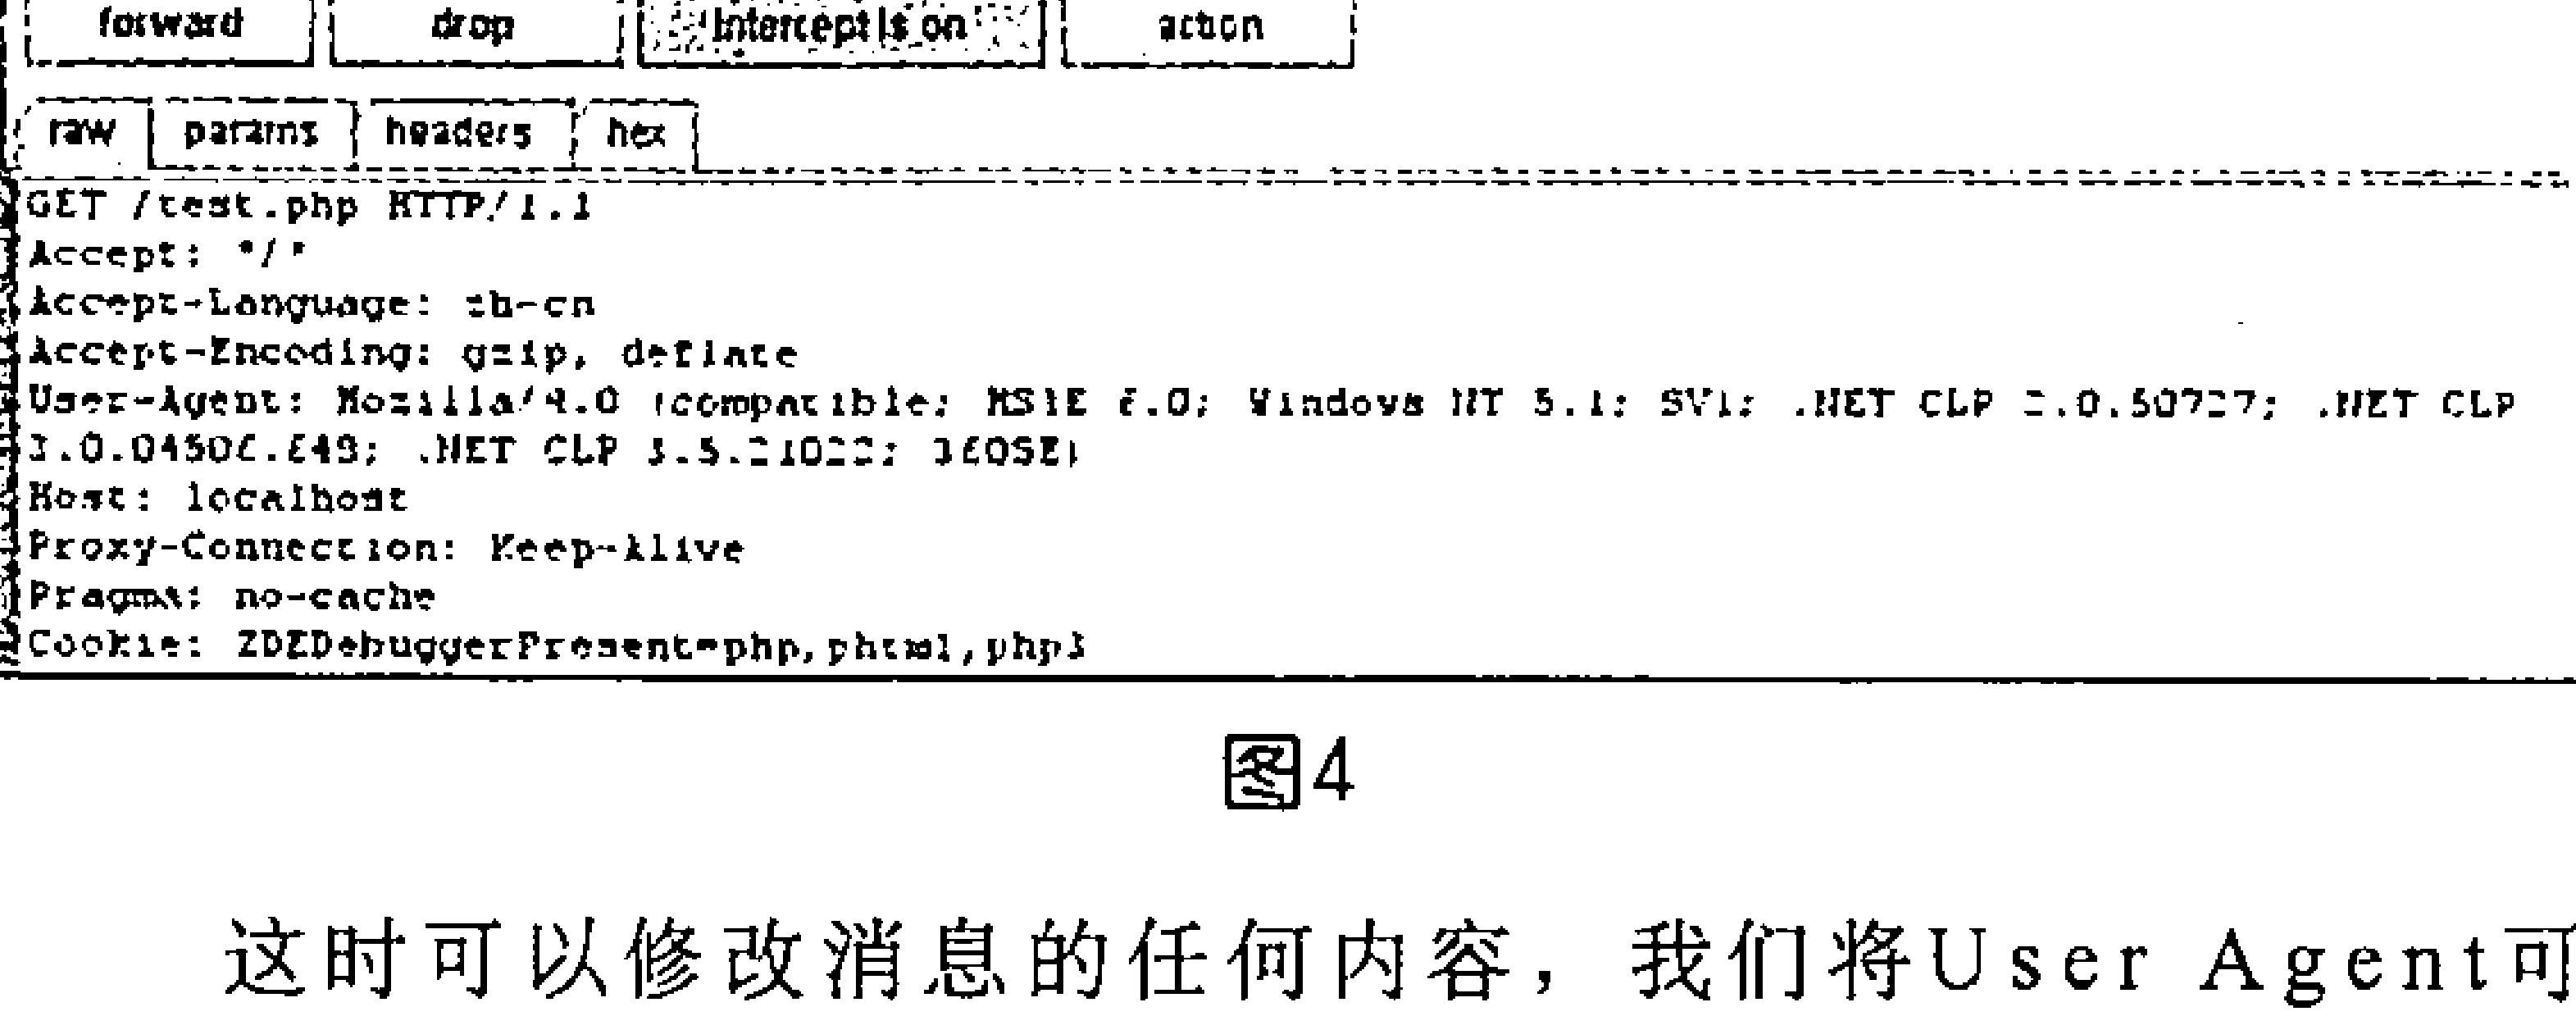 forward drop intercept is on action
raw params headers hex
GET /test.php HTTP/1.1
Accept: */*
Accept-Language: zh-cn
Accept-Encoding: gzip, deflate
User-Agent: Mozilla/4.0 (compatible; MSIE 6.0; Windows NT 5.1; SV1; .NET CLR 2.0.50727; .NET CLR
3.0.04506.648; .NET CLR 3.5.21022; 360SE)
Host: localhost
Proxy-Connection: Keep-Alive
Pragma: no-cache
Cookie: ZDEDebuggerPresent=php,phtml,php3
图4
这时可以修改消息的任何内容，我们将User Agent可